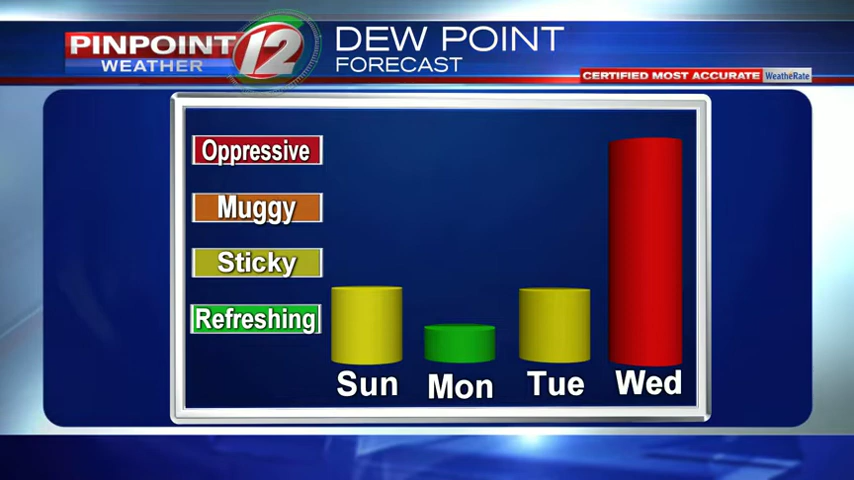 PINPOINT
WEATHER
12
DEW POINT
FORECAST
CERTIFIED MOST ACCURATE
WeatheRate
Oppressive
Muggy
Sticky
Refreshing
Sun Mon Tue Wed